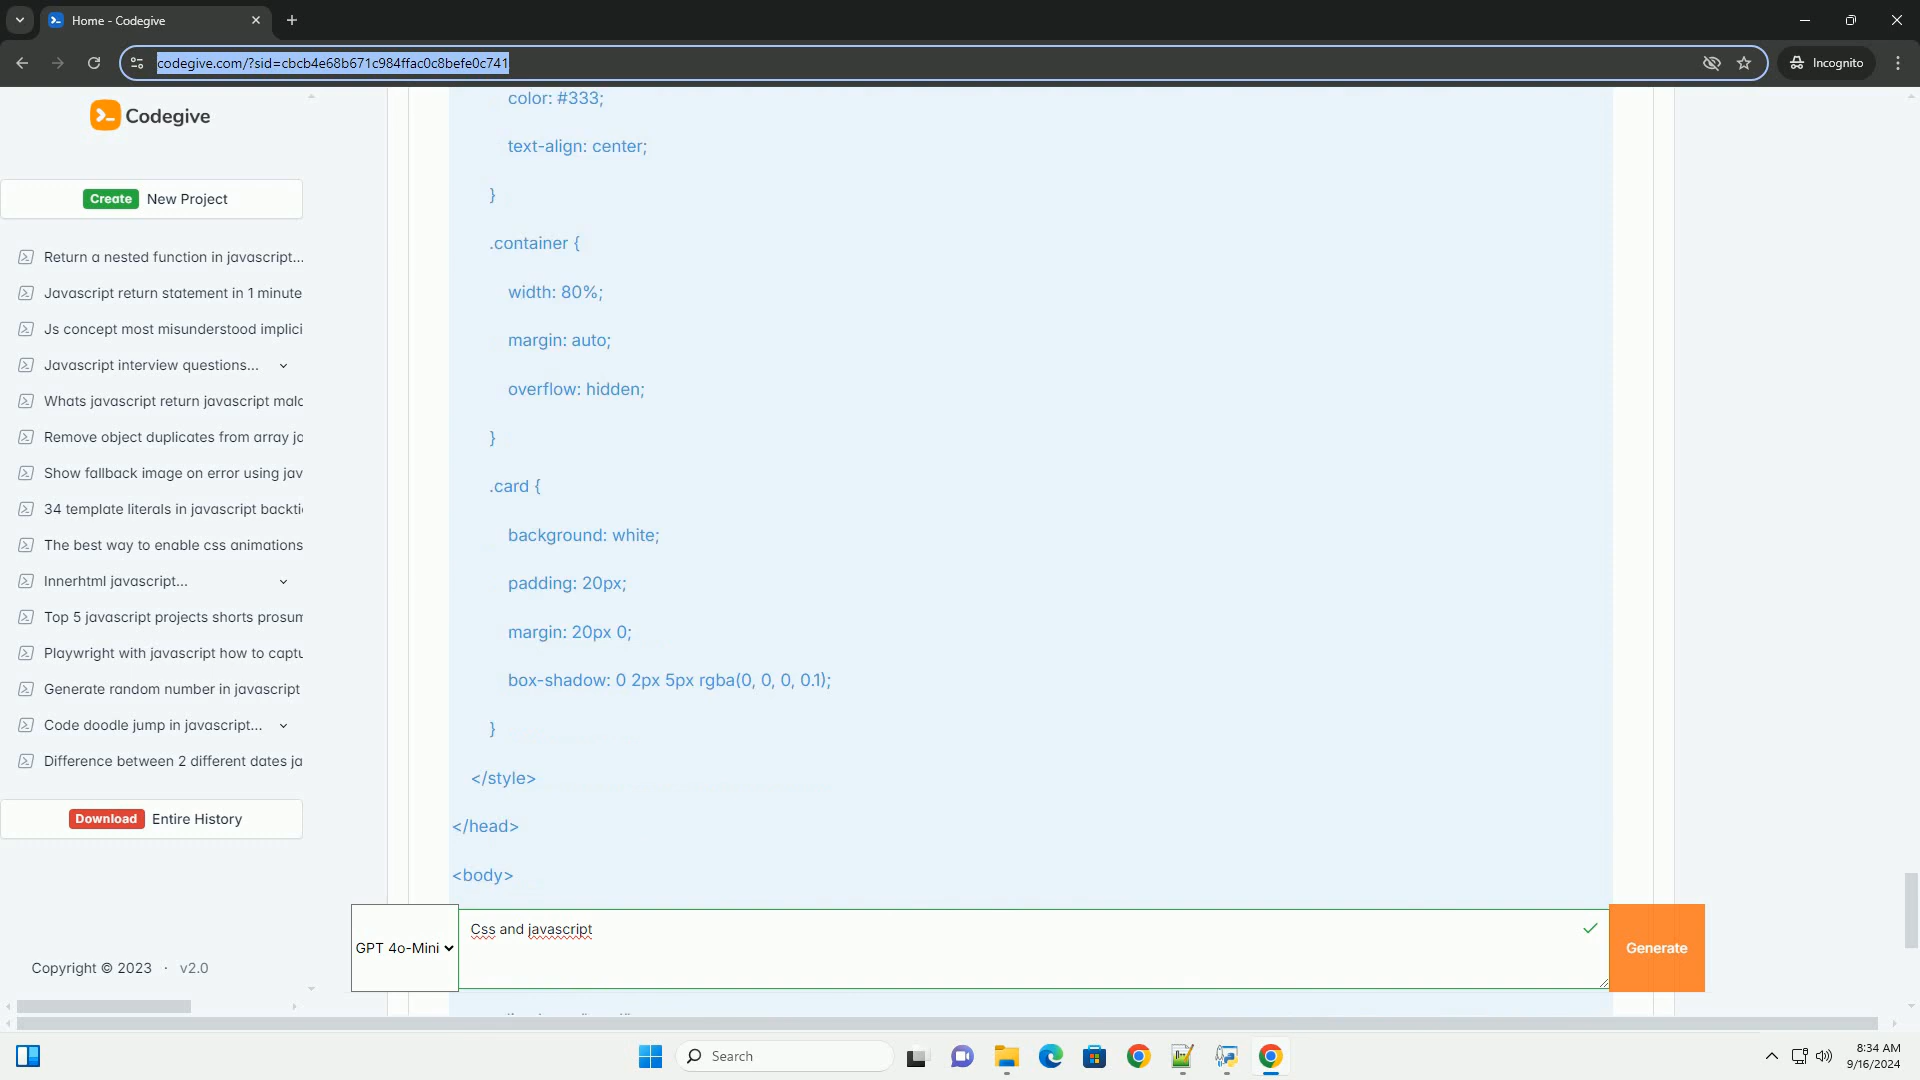 Home - Codegive
codegive.com/?sid=cbcb4e68b671c984ffac0c8befe0c741
Incognito
Codegive
Create New Project
Return a nested function in javascript...
Javascript return statement in 1 minute
Js concept most misunderstood implici
Javascript interview questions...
Whats javascript return javascript malc
Remove object duplicates from array ja
Show fallback image on error using jav
34 template literals in javascript backti
The best way to enable css animations
Innerhtml javascript...
Top 5 javascript projects shorts prosum
Playwright with javascript how to captu
Generate random number in javascript
Code doodle jump in javascript...
Difference between 2 different dates ja
Download Entire History
Copyright © 2023 · v2.0
color: #333;
text-align: center;
}
.container {
width: 80%;
margin: auto;
overflow: hidden;
}
.card {
background: white;
padding: 20px;
margin: 20px 0;
box-shadow: 0 2px 5px rgba(0, 0, 0, 0.1);
}
</style>
</head>
<body>
GPT 4o-Mini
Css and javascript
Generate
Search
8:34 AM
9/16/2024